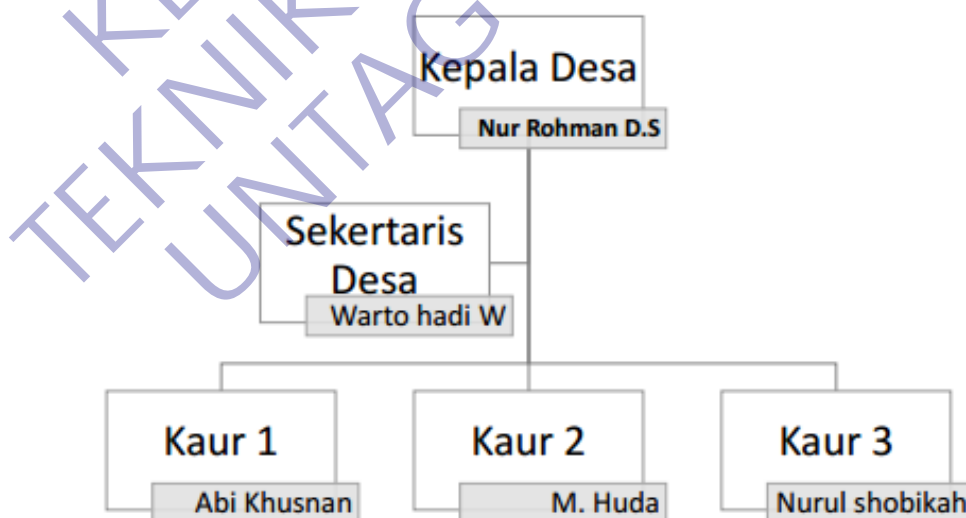 Kepala Desa
Nur Rohman D.S
Sekertaris
Desa
Warto hadi W
Kaur 1
Kaur 2
Kaur 3
Abi Khusnan
M. Huda
Nurul shobikah
TEKNIK
UNTAG